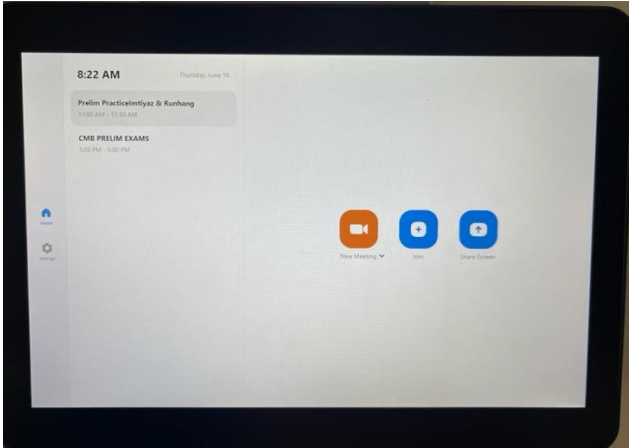 8:22 AM
Thursday, June 16
Prelim PracticeImtiyaz & Runhang
11:00 AM - 11:30 AM
CMB PRELIM EXAMS
1:00 PM - 5:00 PM
Home
Settings
New Meeting
Join
Share Screen